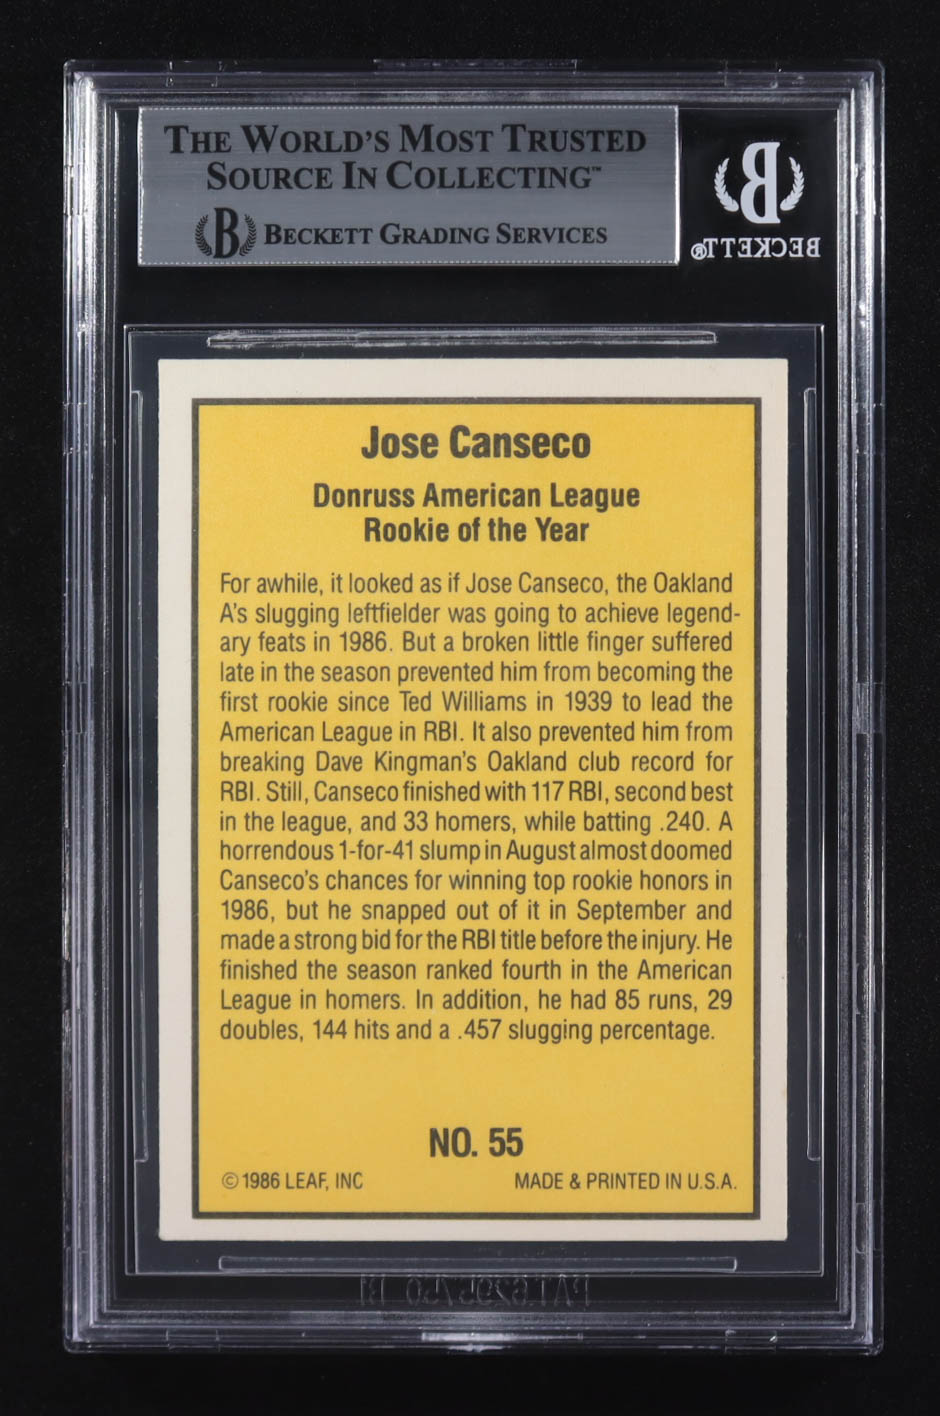 THE WORLD'S MOST TRUSTED
SOURCE IN COLLECTING™
B BECKETT GRADING SERVICES
B
BECKETT®
Jose Canseco
Donruss American League
Rookie of the Year
For awhile, it looked as if Jose Canseco, the Oakland
A's slugging leftfielder was going to achieve legend-
ary feats in 1986. But a broken little finger suffered
late in the season prevented him from becoming the
first rookie since Ted Williams in 1939 to lead the
American League in RBI. It also prevented him from
breaking Dave Kingman's Oakland club record for
RBI. Still, Canseco finished with 117 RBI, second best
in the league, and 33 homers, while batting .240. A
horrendous 1-for-41 slump in August almost doomed
Canseco's chances for winning top rookie honors in
1986, but he snapped out of it in September and
made a strong bid for the RBI title before the injury. He
finished the season ranked fourth in the American
League in homers. In addition, he had 85 runs, 29
doubles, 144 hits and a .457 slugging percentage.
NO. 55
©1986 LEAF, INC MADE & PRINTED IN U.S.A.